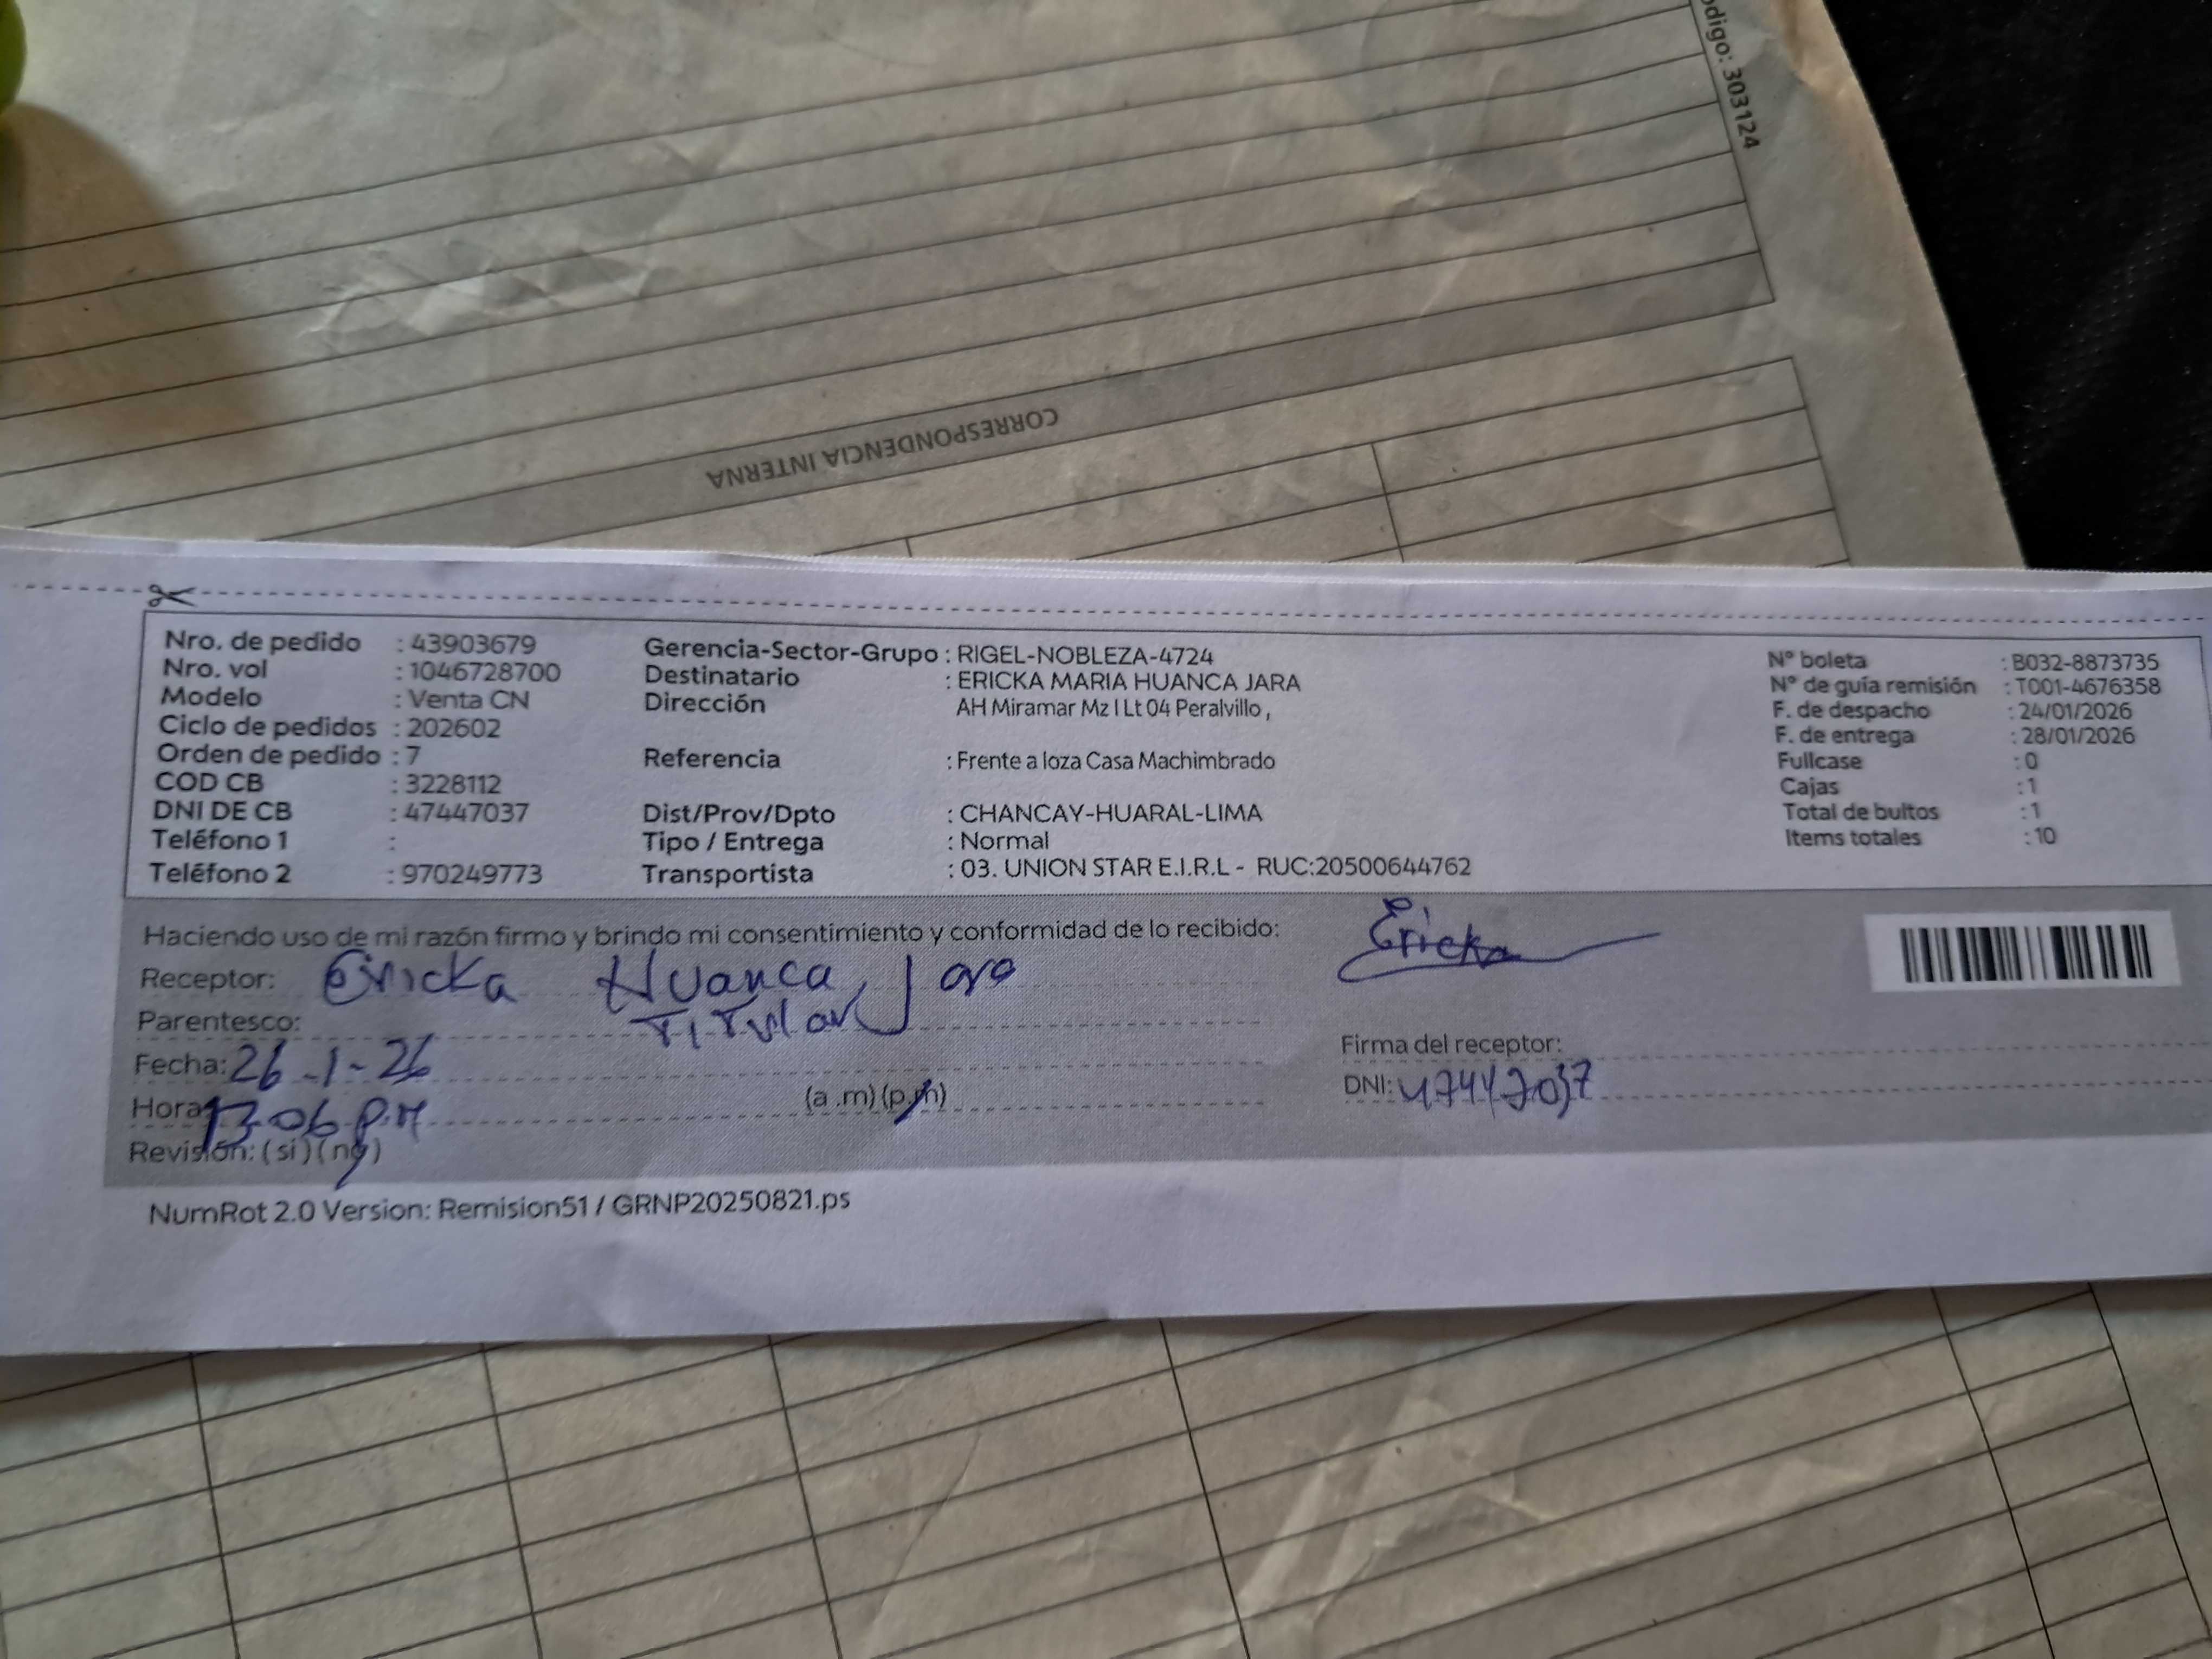 odigo: 303124
CORRESPONDENCIA INTERNA
Nro. de pedido : 43903679
Nro. vol : 1046728700
Modelo : Venta CN
Ciclo de pedidos : 202602
Orden de pedido : 7
COD CB : 3228112
DNI DE CB : 47447037
Teléfono 1 :
Teléfono 2 : 970249773
Gerencia-Sector-Grupo : RIGEL-NOBLEZA-4724
Destinatario : ERICKA MARIA HUANCA JARA
Dirección AH Miramar Mz I Lt 04 Peralvillo ,
Referencia : Frente a loza Casa Machimbrado
Dist/Prov/Dpto : CHANCAY-HUARAL-LIMA
Tipo / Entrega : Normal
Transportista : 03. UNION STAR E.I.R.L - RUC:20500644762
N° boleta : B032-8873735
N° de guía remisión : T001-4676358
F. de despacho : 24/01/2026
F. de entrega : 28/01/2026
Fullcase : 0
Cajas : 1
Total de bultos : 1
Items totales : 10
Haciendo uso de mi razón firmo y brindo mi consentimiento y conformidad de lo recibido:
Receptor: Ericka Huanca Jara
Parentesco: Titular
Fecha: 26-1-26
Hora: 13:06 P.M (a .m) (p.m)
Revisión: ( si ) ( no )
Ericka
Firma del receptor:
DNI: 47447037
NumRot 2.0 Version: Remision51 / GRNP20250821.ps